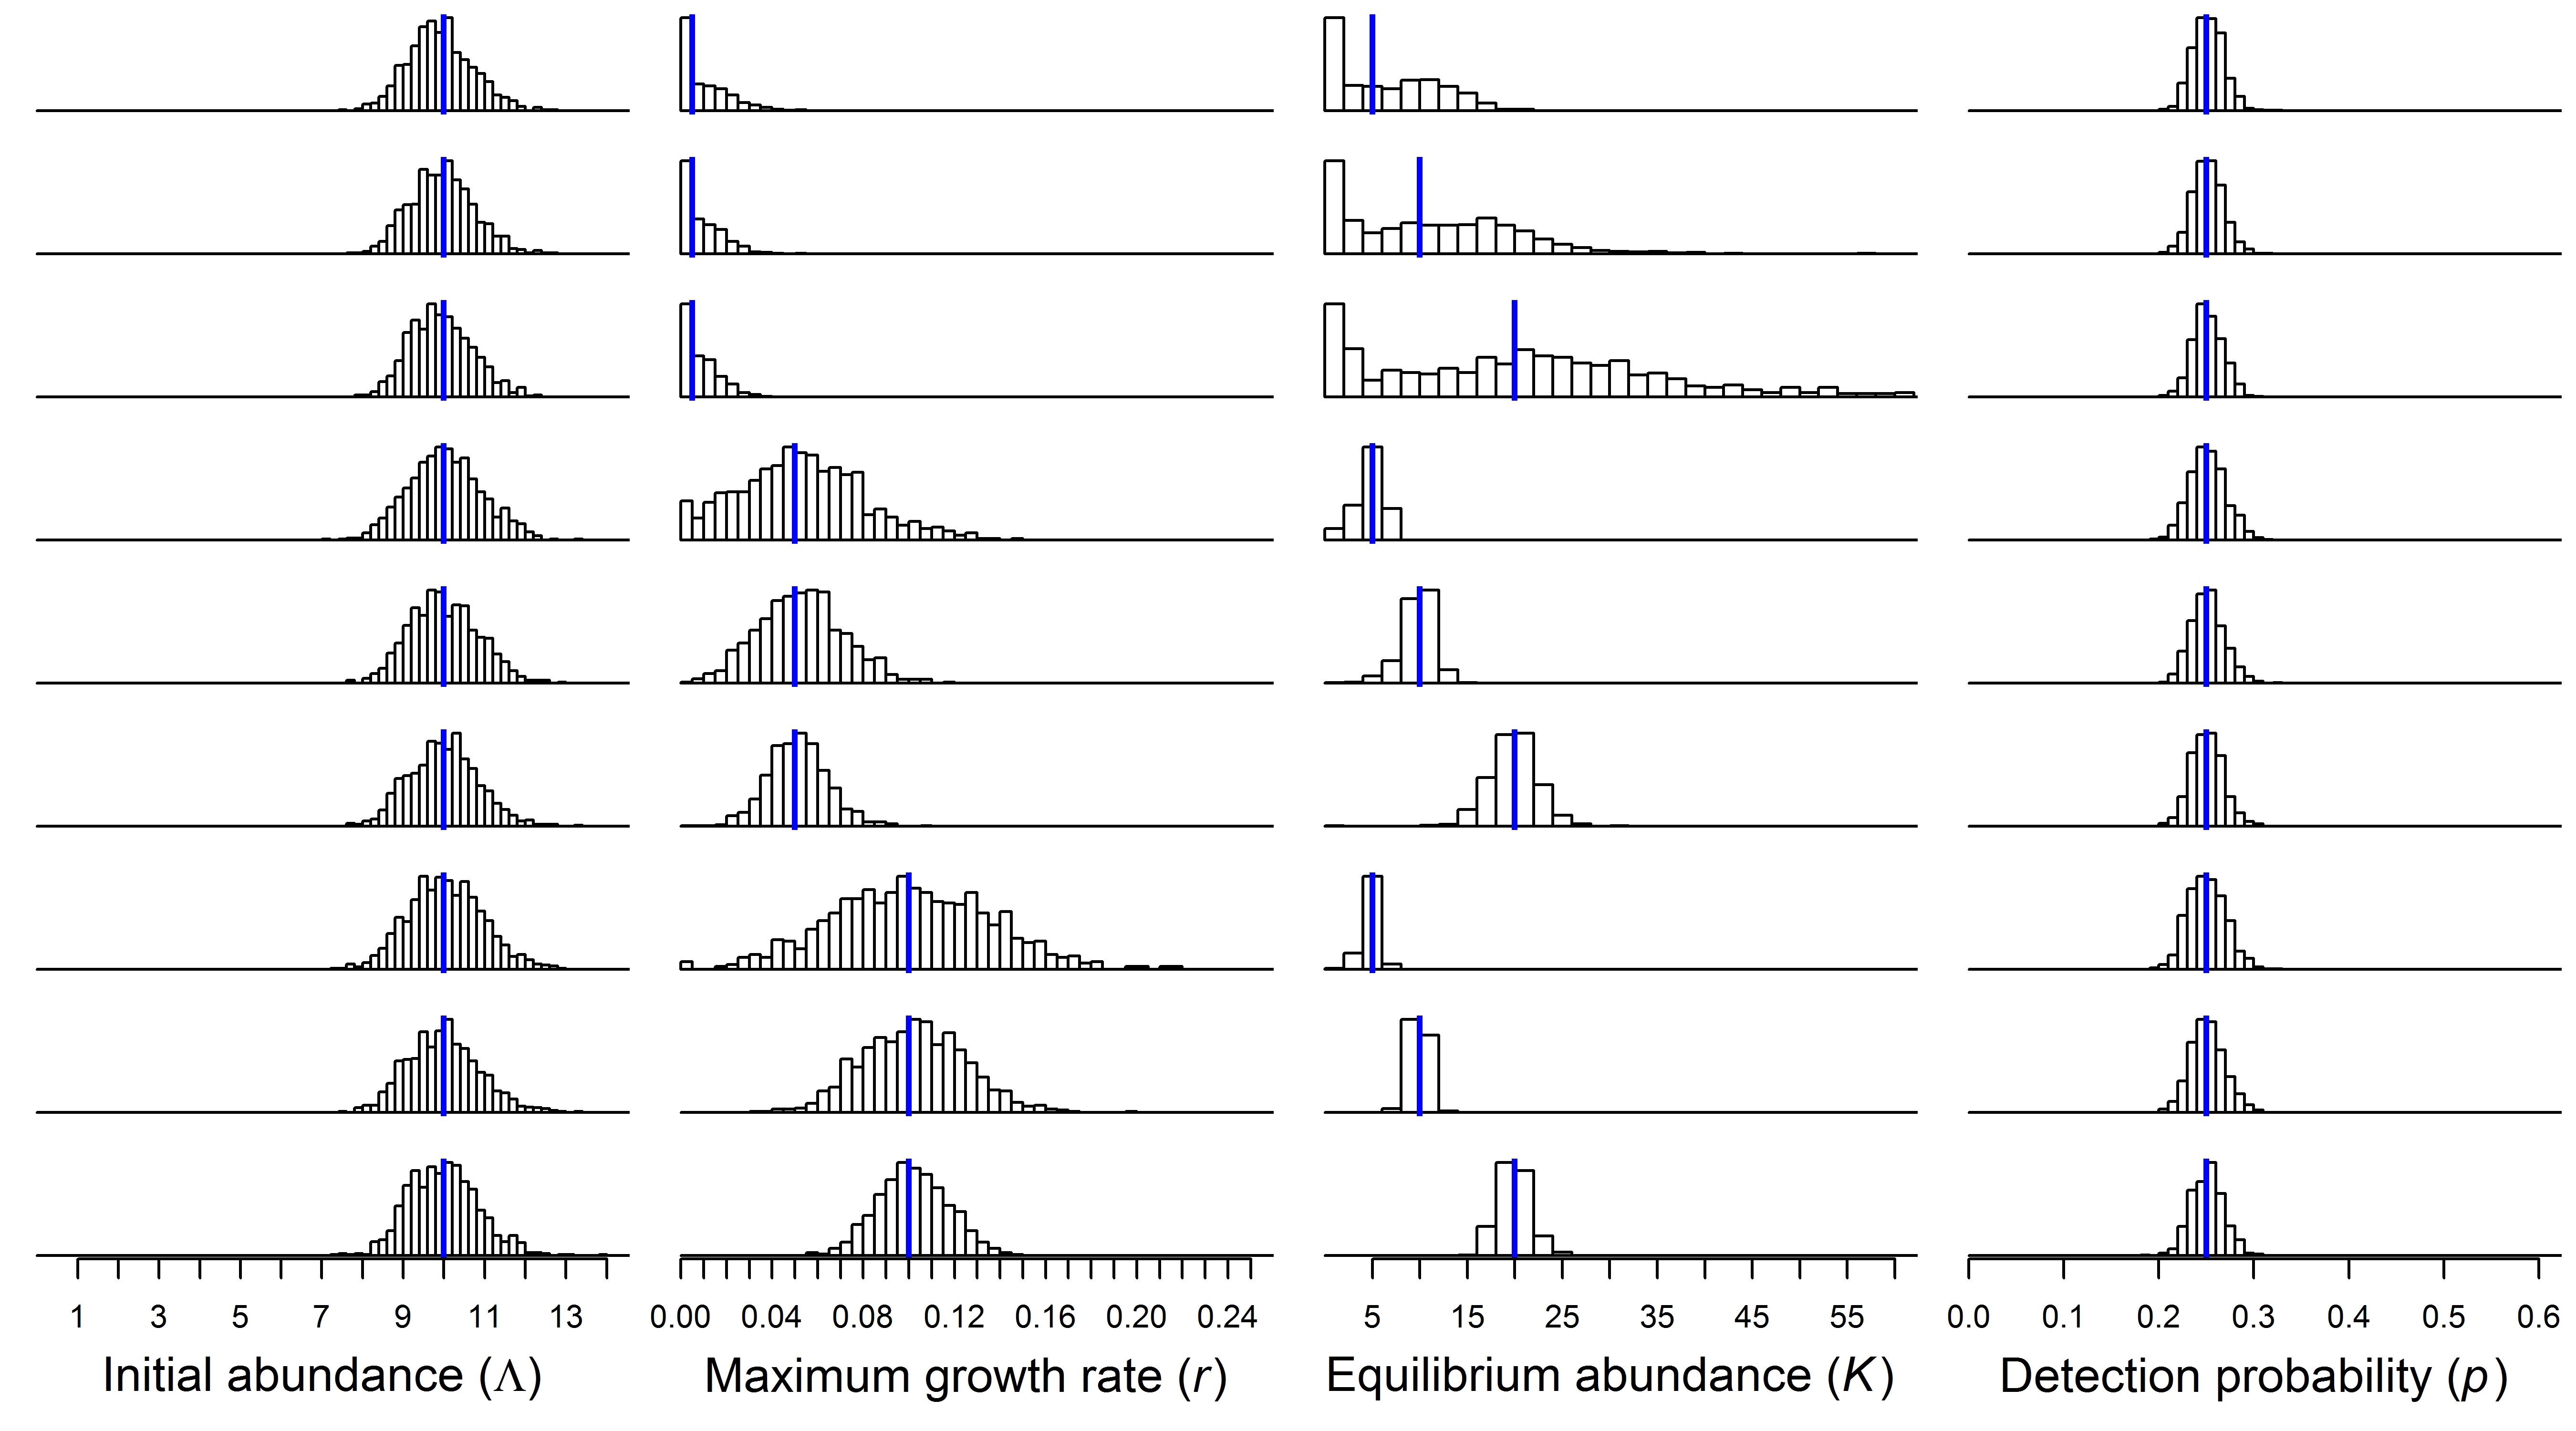 1 3 5 7 9 11 13 0.00 0.04 0.08 0.12 0.16 0.20 0.24 5 15 25 35 45 55 0.0 0.1 0.2 0.3 0.4 0.5 0.6
Initial abundance (Λ) Maximum growth rate (r) Equilibrium abundance (K) Detection probability (p)